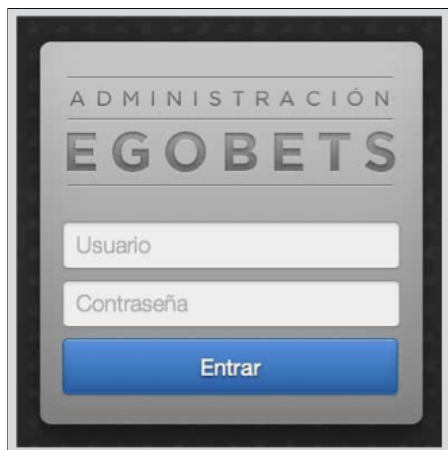 ADMINISTRACIÓN
EGOBETS
Usuario
Contraseña
Entrar